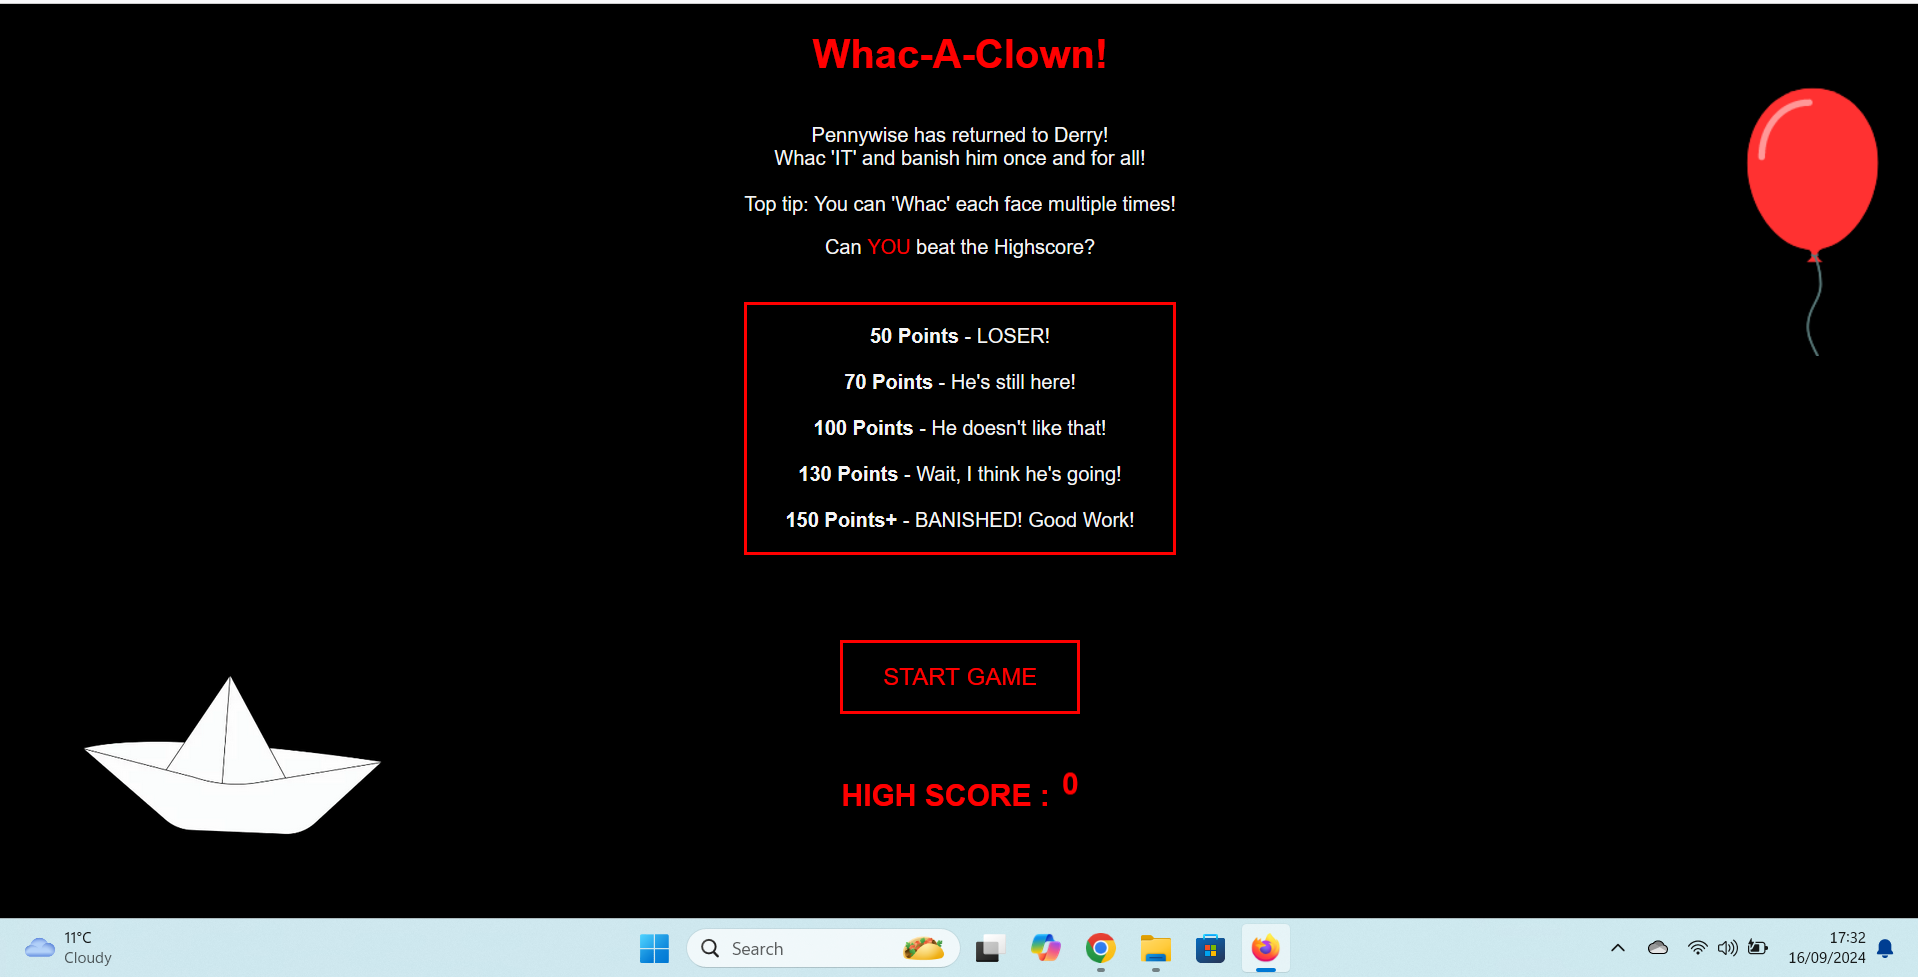 Whac-A-Clown!
Pennywise has returned to Derry!
Whac 'IT' and banish him once and for all!
Top tip: You can 'Whac' each face multiple times!
Can YOU beat the Highscore?
50 Points - LOSER!
70 Points - He's still here!
100 Points - He doesn't like that!
130 Points - Wait, I think he's going!
150 Points+ - BANISHED! Good Work!
START GAME
HIGH SCORE : 0
11°C
Cloudy
Search
17:32
16/09/2024